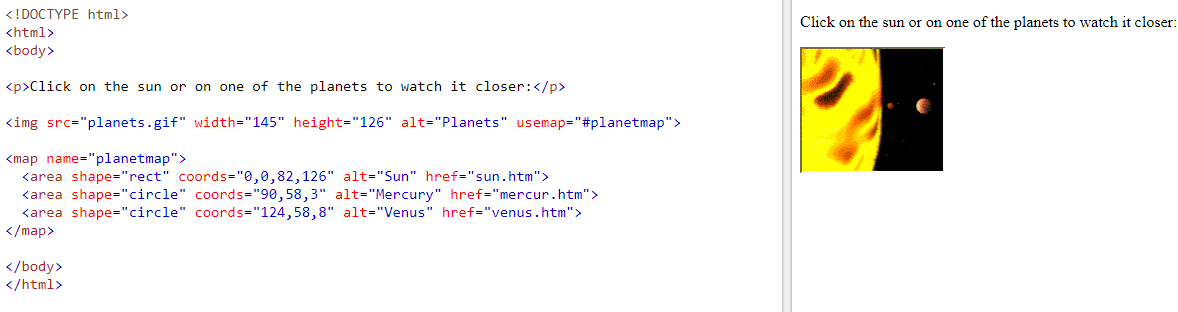 <!DOCTYPE html>
<html>
<body>
<p>Click on the sun or on one of the planets to watch it closer:</p>
<img src="planets.gif" width="145" height="126" alt="Planets" usemap="#planetmap">
<map name="planetmap">
  <area shape="rect" coords="0,0,82,126" alt="Sun" href="sun.htm">
  <area shape="circle" coords="90,58,3" alt="Mercury" href="mercur.htm">
  <area shape="circle" coords="124,58,8" alt="Venus" href="venus.htm">
</map>
</body>
</html>
Click on the sun or on one of the planets to watch it closer: